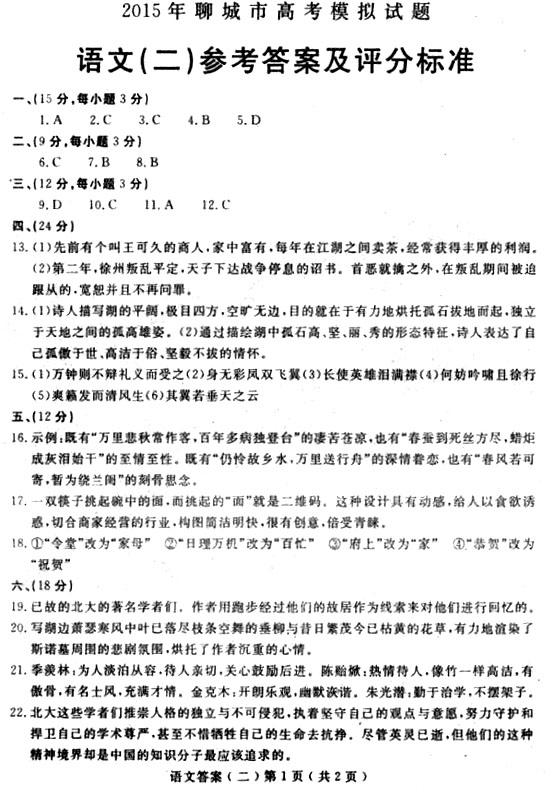 2015年聊城市高考模拟试题
语文(二)参考答案及评分标准
一、(15分,每小题3分)
1.A 2.C 3.C 4.B 5.D
二、(9分,每小题3分)
6.C 7.B 8.B
三、(12分,每小题3分)
9.D 10.C 11.A 12.C
四、(24分)
13.(1)先前有个叫王可久的商人,家中富有,每年在江湖之间卖茶,经常获得丰厚的利润。
(2)第二年,徐州叛乱平定,天子下达战争停息的诏书。首恶就擒之外,在叛乱期间被迫
跟从的,宽恕并且不再问罪。
14.(1)诗人描写湖的平阔,极目四方,空旷无边,目的就在于有力地烘托孤石拔地而起,独立
于天地之间的孤高雄姿。(2)通过描绘湖中孤石高、坚、丽、秀的形态特征,诗人表达了自
己孤傲于世、高洁于俗、坚毅不拔的情怀。
15.(1)万钟则不辩礼义而受之(2)身无彩凤双飞翼(3)长使英雄泪满襟(4)何妨吟啸且徐行
(5)爽籁发而清风生(6)其翼若垂天之云
五、(12分)
16.示例:既有“万里悲秋常作客,百年多病独登台”的凄苦苍凉,也有“春蚕到死丝方尽,蜡炬
成灰泪始干”的至情至性。既有“仍怜故乡水,万里送行舟”的深情眷恋,也有“春风若可
寄,暂为绕兰闺”的刻骨思念。
17.一双筷子挑起碗中的面,而挑起的“面”就是二维码。这种设计具有动感,给人以食欲诱
惑,切合商家经营的行业,构图简洁明快,很有创意,倍受青睐。
18.①“令堂”改为“家母” ②“日理万机”改为“百忙” ③“府上”改为“家” ④“恭贺”改为
“祝贺”
六、(18分)
19.已故的北大的著名学者们。作者用跑步经过他们的故居作为线索来对他们进行回忆的。
20.写湖边萧瑟寒风中叶已落尽枝条空舞的垂柳与昔日繁茂今已枯黄的花草,有力地渲染了
斯诺墓周围的悲剧氛围,烘托了作者沉重的心情。
21.季羡林:为人淡泊从容,待人亲切,关心鼓励后进。陈贻焮:热情待人,像竹一样高洁,有
傲骨,有名士风,充满才情。金克木:开朗乐观,幽默诙谐。朱光潜:勤于治学,不摆架子。
22.北大这些学者们推崇人格的独立与不可侵犯,执着坚守自己的观点与意愿,努力守护和
捍卫自己的学术尊严,甚至不惜牺牲自己的生命去抗挣。尽管英灵已逝,但他们的这种
精神境界却是中国的知识分子最应该追求的。
语文答案(二)第1页(共2页)